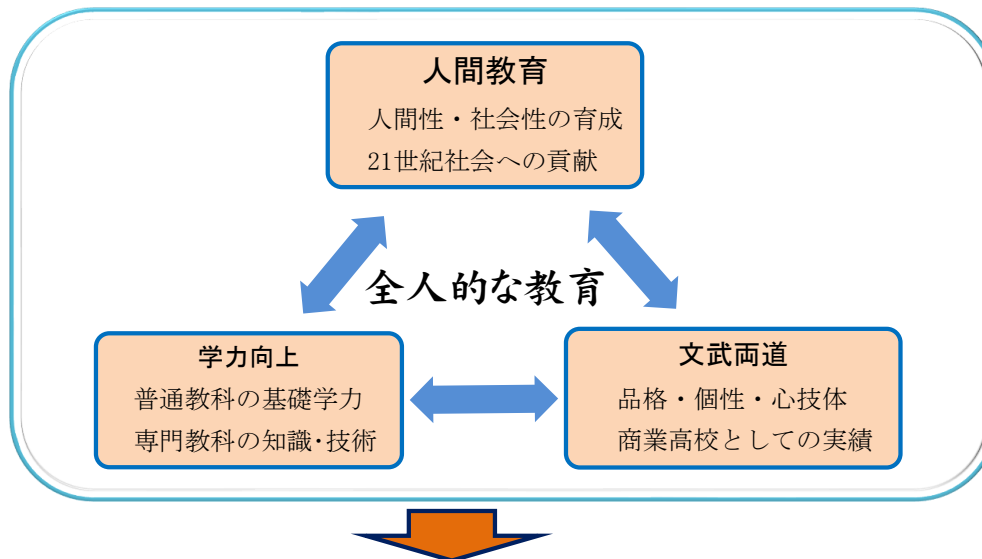 人間教育
人間性・社会性の育成
21世紀社会への貢献
全人的な教育
学力向上
普通教科の基礎学力
専門教科の知識･技術
文武両道
品格・個性・心技体
商業高校としての実績